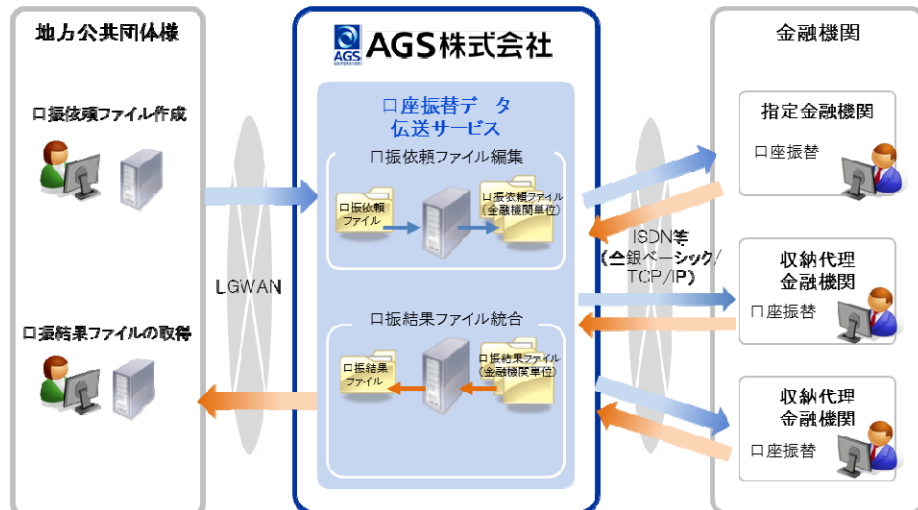 地方公共団体様
口振依頼ファイル作成
口振結果ファイルの取得
LGWAN
AGS
AGS株式会社
口座振替データ
伝送サービス
口振依頼ファイル編集
口振依頼
ファイル
口振依頼ファイル
(金融機関単位)
口振結果ファイル統合
口振結果
ファイル
口振結果ファイル
(金融機関単位)
ISDN等
(全銀ベーシック/
TCP/IP)
金融機関
指定金融機関
口座振替
収納代理
金融機関
口座振替
収納代理
金融機関
口座振替